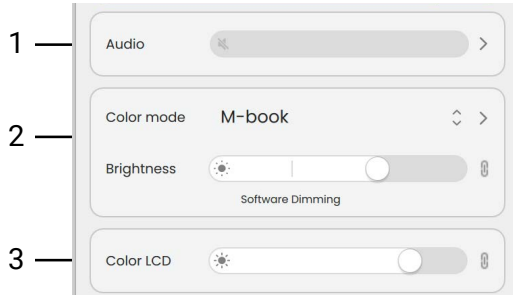 1
Audio
2
Color mode M-book
Brightness
Software Dimming
3
Color LCD